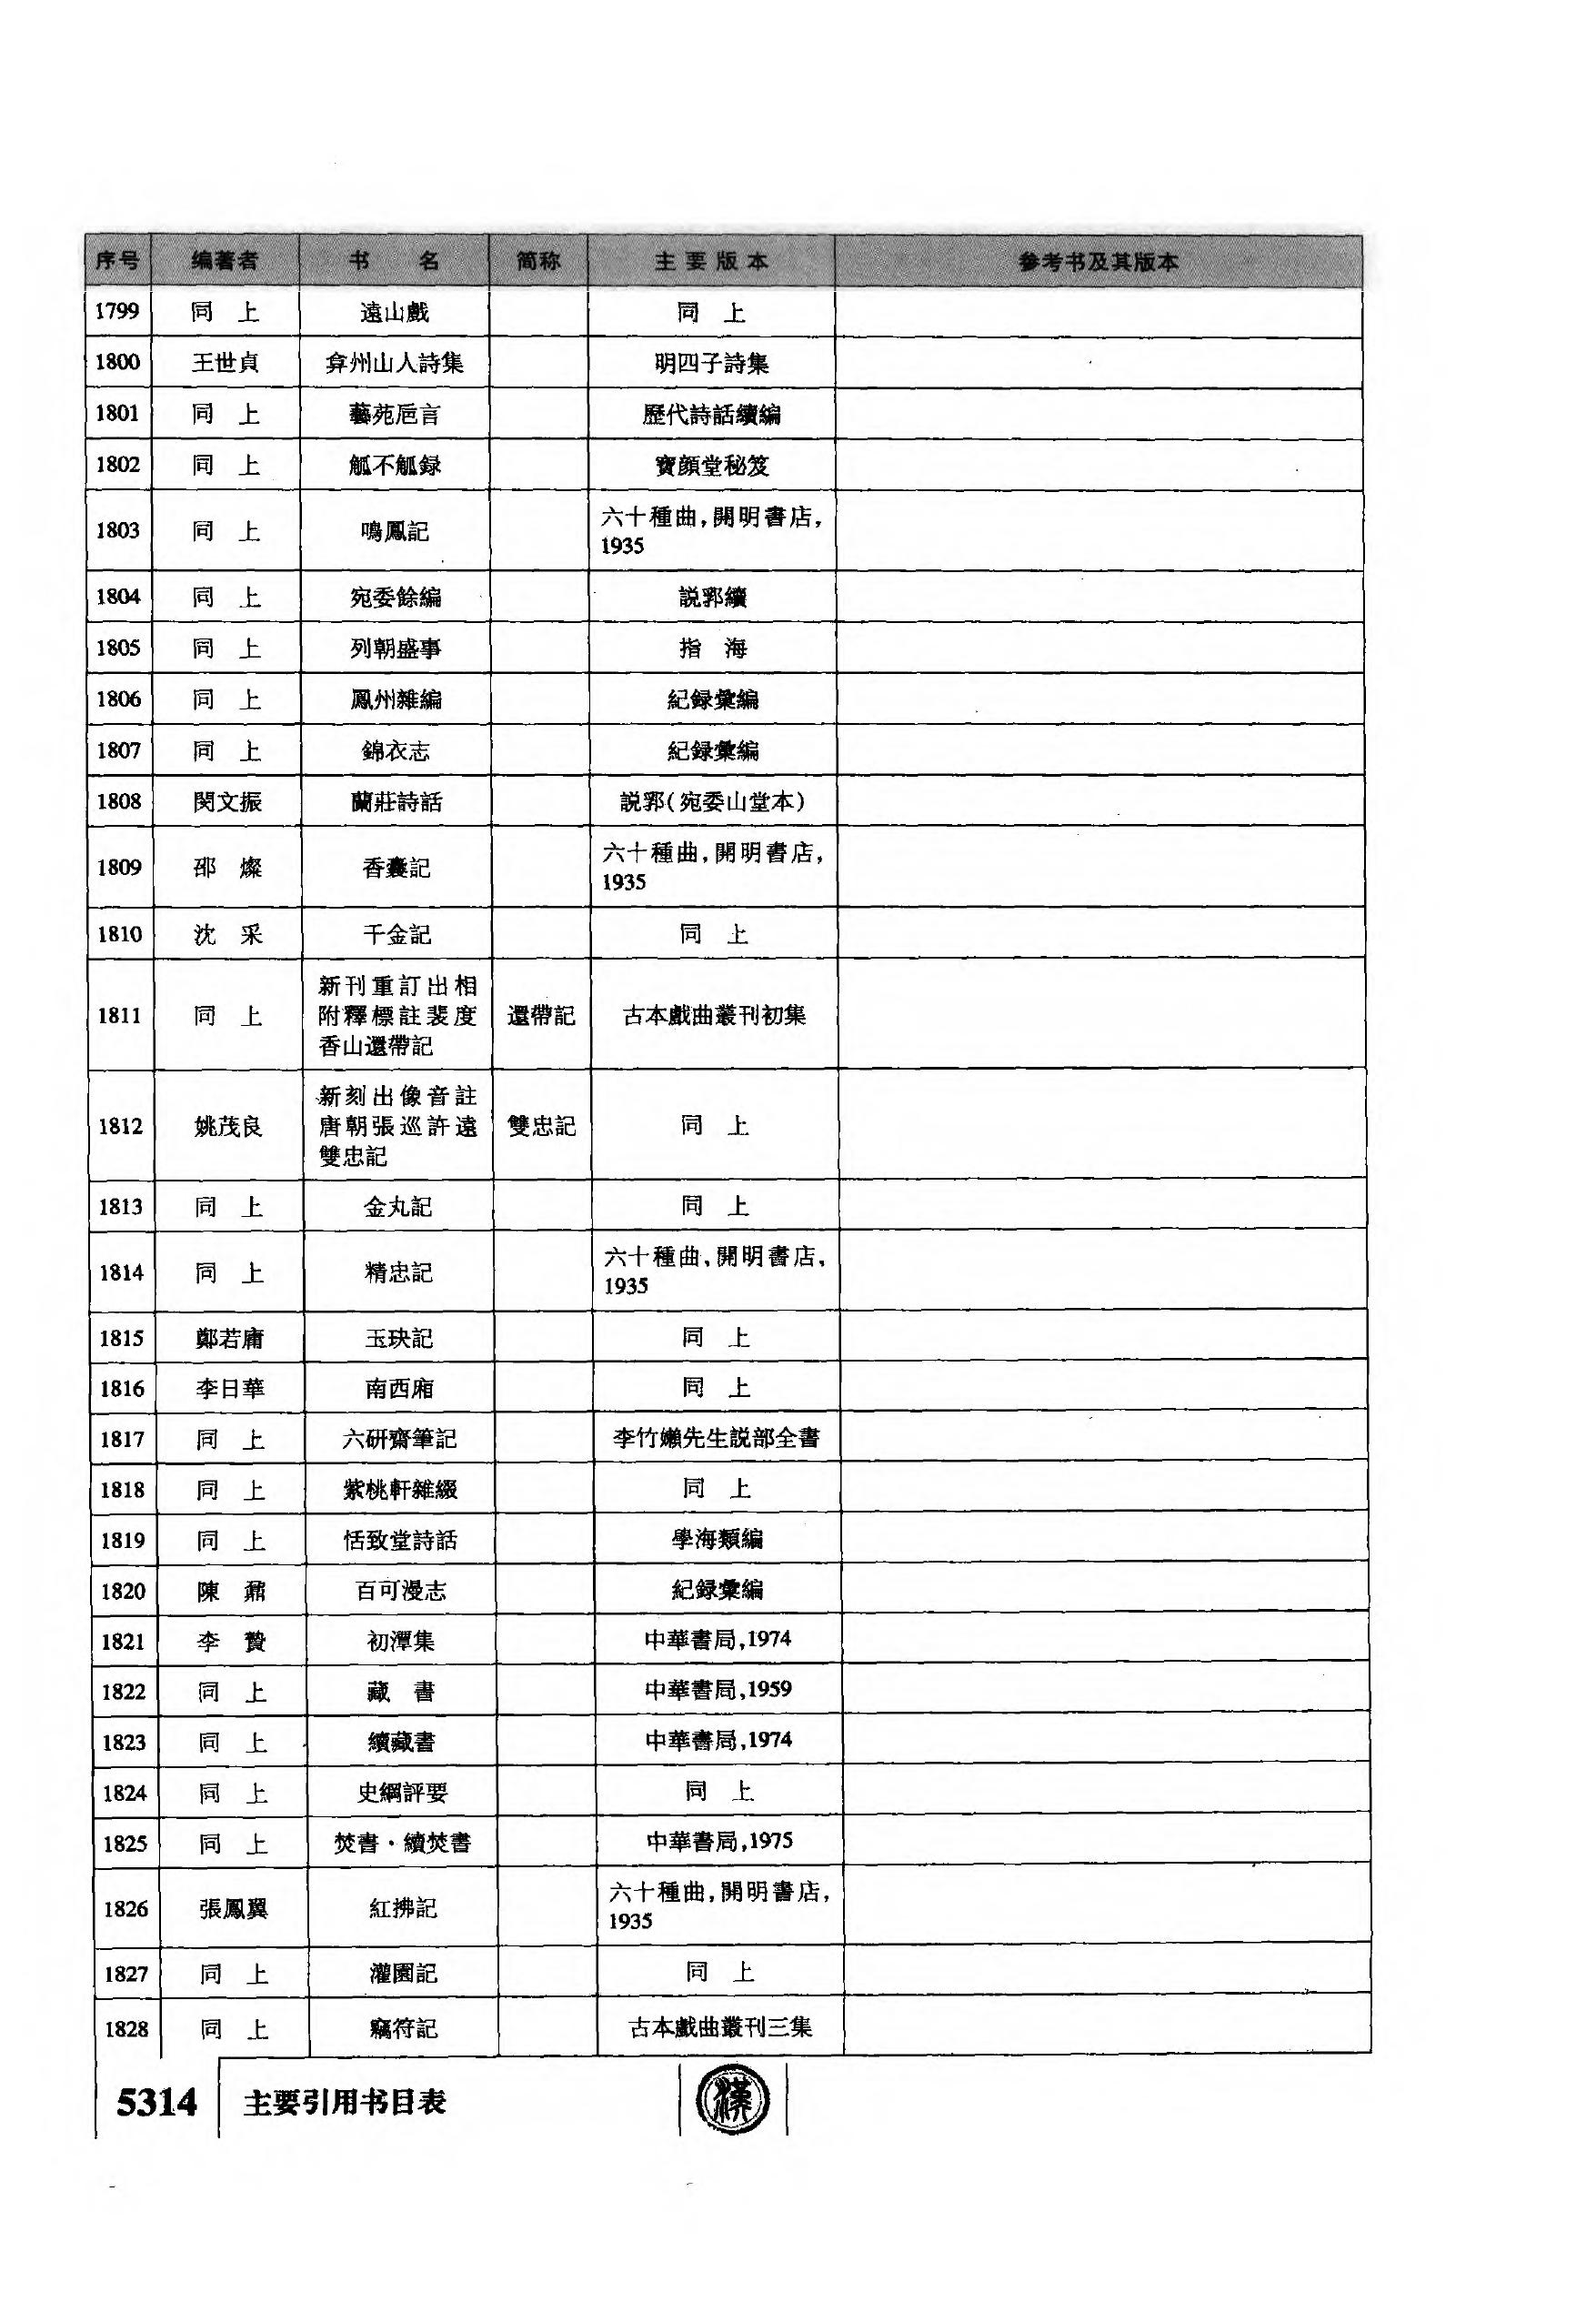 序号 编著者 书名 简称 主要版本 参考书及其版本
1799 同上 遠山戲 同上
1800 王世貞 弇州山人詩集 明四子詩集
1801 同上 藝苑巵言 歷代詩話續編
1802 同上 觚不觚録 寶顔堂秘笈
1803 同上 鳴鳳記 六十種曲,開明書店,
1935
1804 同上 宛委餘編 説郛續
1805 同上 列朝盛事 指海
1806 同上 鳳州雜編 紀録彙編
1807 同上 錦衣志 紀録彙編
1808 閔文振 蘭莊詩話 説郛(宛委山堂本)
1809 邵燦 香囊記 六十種曲,開明書店,
1935
1810 沈采 千金記 同上
1811 同上 新刊重訂出相
附釋標註裴度
香山還帶記 還帶記 古本戲曲叢刊初集
1812 姚茂良 新刻出像音註
唐朝張巡許遠
雙忠記 雙忠記 同上
1813 同上 金丸記 同上
1814 同上 精忠記 六十種曲,開明書店,
1935
1815 鄭若庸 玉玦記 同上
1816 李日華 南西廂 同上
1817 同上 六研齋筆記 李竹嬾先生説部全書
1818 同上 紫桃軒雜綴 同上
1819 同上 恬致堂詩話 學海類編
1820 陳鼐 百可漫志 紀録彙編
1821 李贄 初潭集 中華書局,1974
1822 同上 藏書 中華書局,1959
1823 同上 續藏書 中華書局,1974
1824 同上 史綱評要 同上
1825 同上 焚書·續焚書 中華書局,1975
1826 張鳳翼 紅拂記 六十種曲,開明書店,
1935
1827 同上 灌園記 同上
1828 同上 竊符記 古本戲曲叢刊三集
5314 主要引用书目表 漢